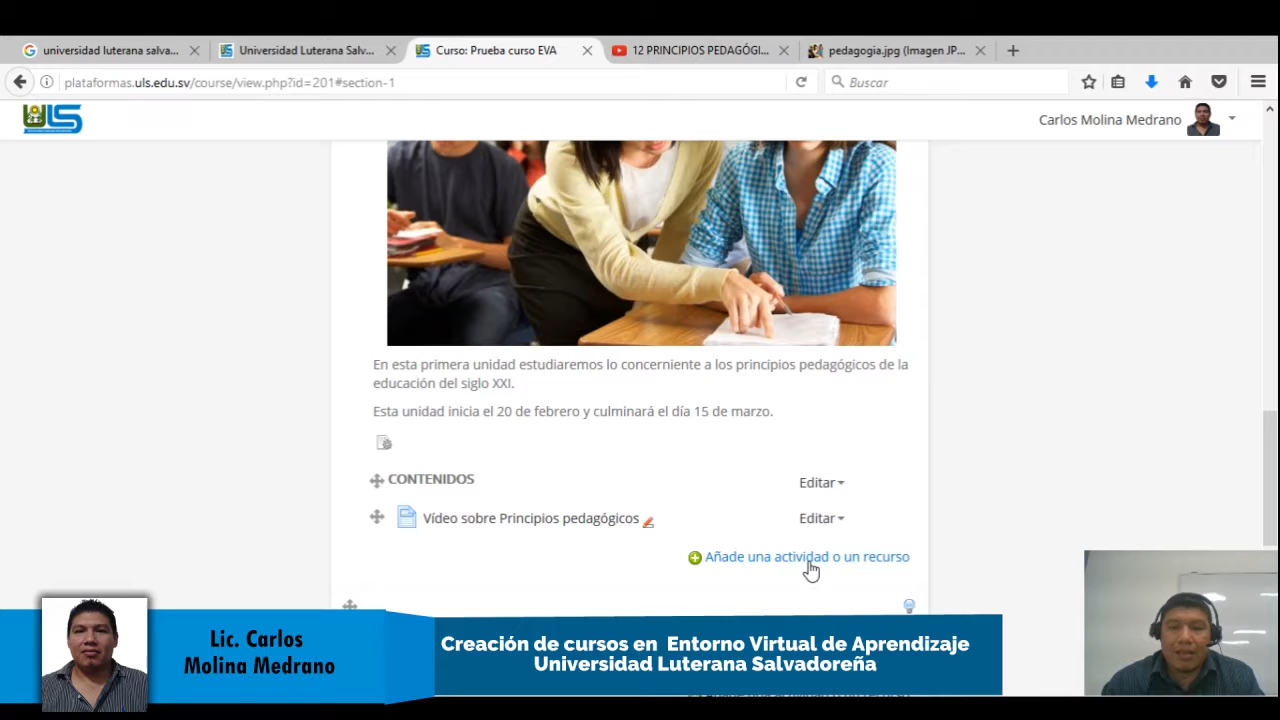 universidad luterana salva...
Universidad Luterana Salv...
Curso: Prueba curso EVA
12 PRINCIPIOS PEDAGÓGI...
pedagogia.jpg (Imagen JP...
plataformas.uls.edu.sv/course/view.php?id=201#section-1
Buscar
ULS
Carlos Molina Medrano
En esta primera unidad estudiaremos lo concerniente a los principios pedagógicos de la
educación del siglo XXI.
Esta unidad inicia el 20 de febrero y culminará el día 15 de marzo.
CONTENIDOS
Editar
Vídeo sobre Principios pedagógicos
Editar
Añade una actividad o un recurso
Lic. Carlos
Molina Medrano
Creación de cursos en Entorno Virtual de Aprendizaje
Universidad Luterana Salvadoreña